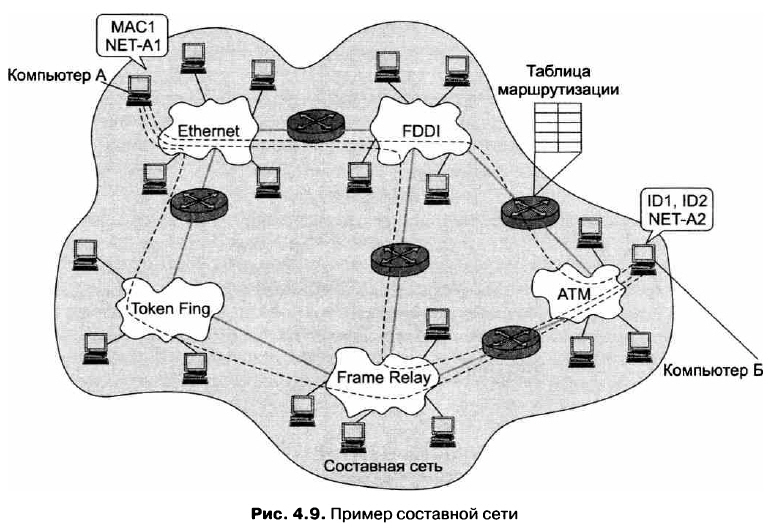 MAC1
NET-A1
Компьютер А
Ethernet
FDDI
Таблица
маршрутизации
ID1, ID2
NET-A2
Token Fing
ATM
Frame Relay
Компьютер Б
Составная сеть
Рис. 4.9. Пример составной сети